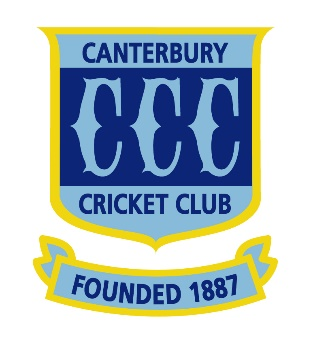 CANTERBURY
CCC
CRICKET CLUB
FOUNDED 1887